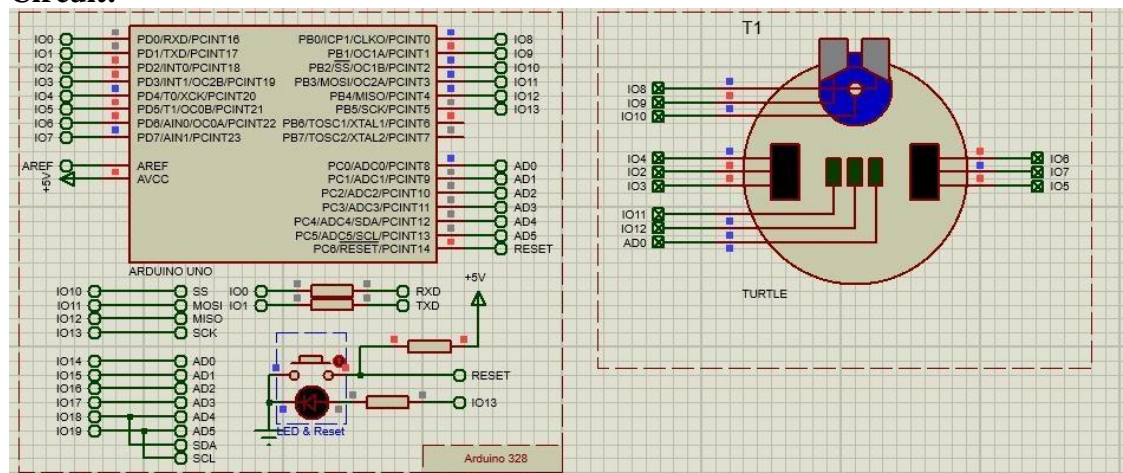 Circuit:
IO0 PD0/RXD/PCINT16 PB0/ICP1/CLKO/PCINT0 IO8
IO1 PD1/TXD/PCINT17 PB1/OC1A/PCINT1 IO9
IO2 PD2/INT0/PCINT18 PB2/SS/OC1B/PCINT2 IO10
IO3 PD3/INT1/OC2B/PCINT19 PB3/MOSI/OC2A/PCINT3 IO11
IO4 PD4/T0/XCK/PCINT20 PB4/MISO/PCINT4 IO12
IO5 PD5/T1/OC0B/PCINT21 PB5/SCK/PCINT5 IO13
IO6 PD6/AIN0/OC0A/PCINT22 PB6/TOSC1/XTAL1/PCINT6
IO7 PD7/AIN1/PCINT23 PB7/TOSC2/XTAL2/PCINT7
AREF AREF PC0/ADC0/PCINT8 AD0
+5V AVCC PC1/ADC1/PCINT9 AD1
PC2/ADC2/PCINT10 AD2
PC3/ADC3/PCINT11 AD3
PC4/ADC4/SDA/PCINT12 AD4
PC5/ADC5/SCL/PCINT13 AD5
PC6/RESET/PCINT14 RESET
ARDUINO UNO
+5V
IO10 SS IO0 RXD
IO11 MOSI IO1 TXD
IO12 MISO
IO13 SCK
IO14 AD0
IO15 AD1 RESET
IO16 AD2
IO17 AD3 IO13
IO18 AD4
IO19 AD5 LED & Reset
SDA
SCL
Arduino 328
T1
IO8
IO9
IO10
IO4 IO6
IO2 IO7
IO3 IO5
IO11
IO12
AD0
TURTLE